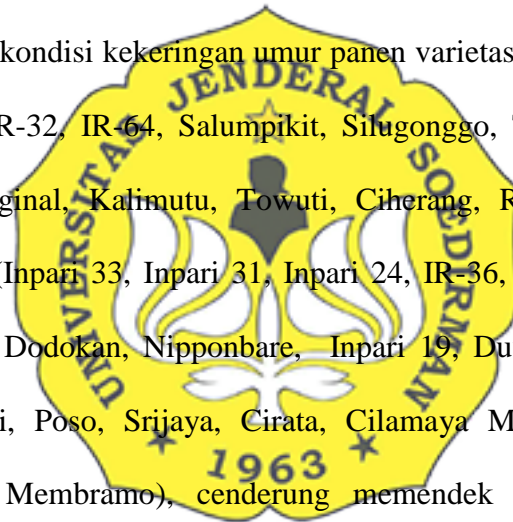 kondisi kekeringan umur panen varietas
R-32, IR-64, Salumpikit, Silugonggo,
ginal, Kalimutu, Towuti, Ciherang, R
(Inpari 33, Inpari 31, Inpari 24, IR-36,
Dodokan, Nipponbare, Inpari 19, Du
i, Poso, Srijaya, Cirata, Cilamaya M
Membramo), cenderung memendek
UNIVERSITAS JENDERAL SOEDIRMAN
1963